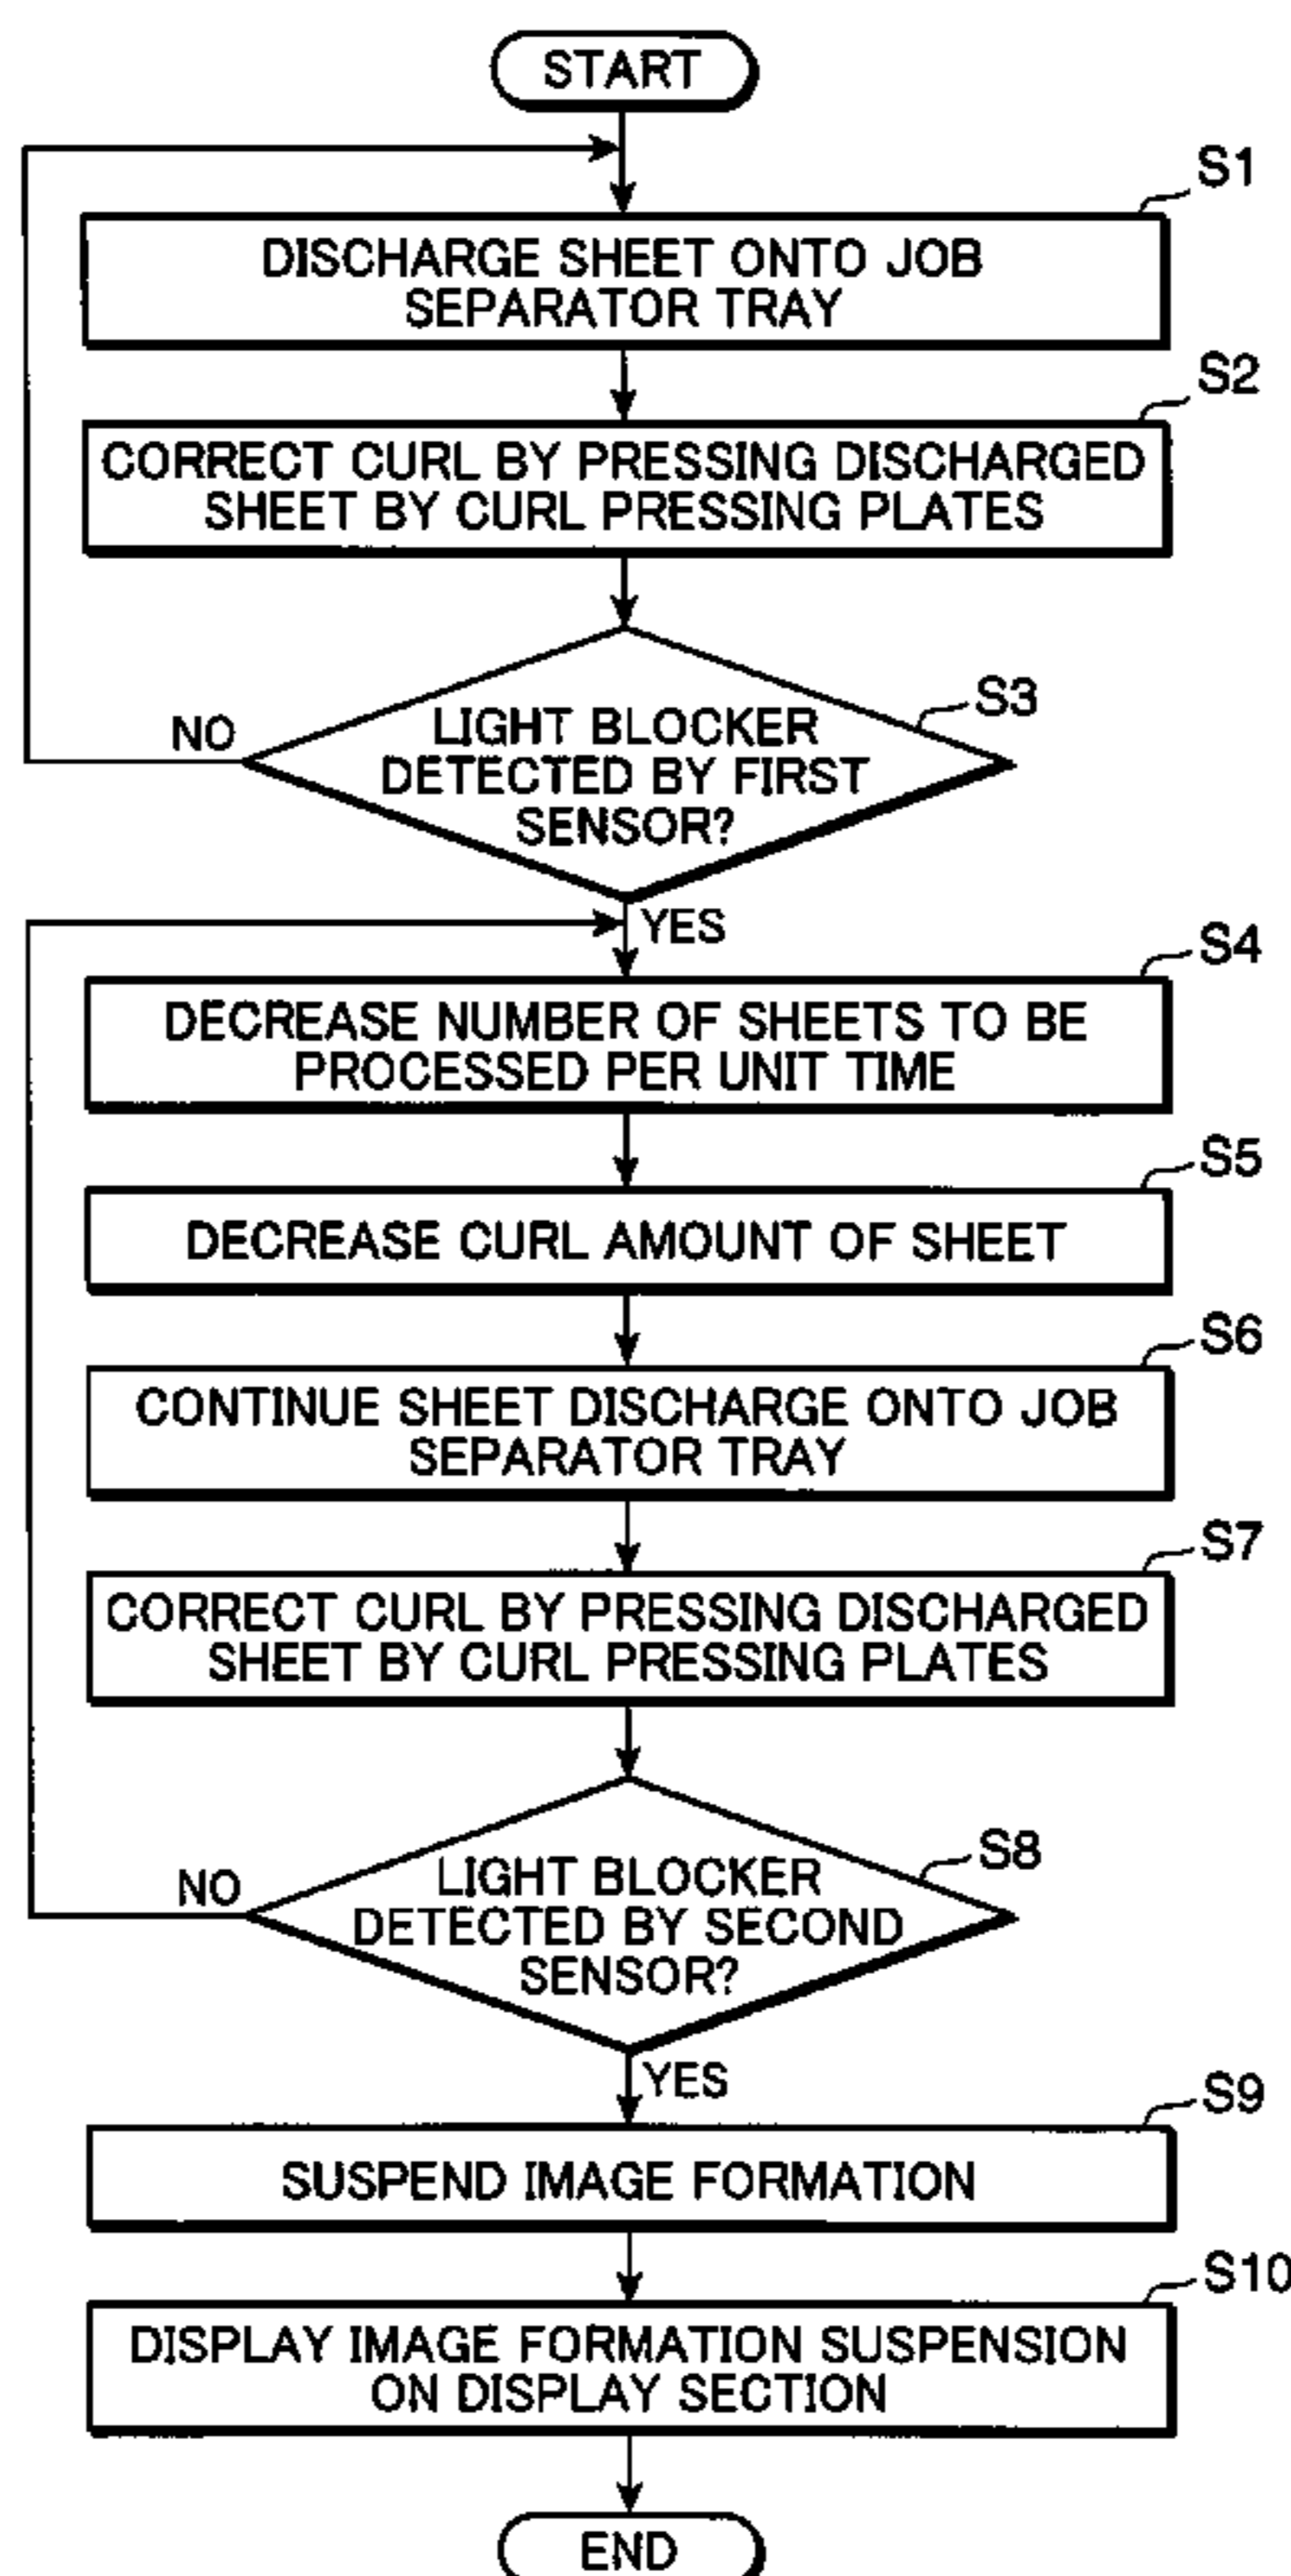 START
S1
DISCHARGE SHEET ONTO JOB
SEPARATOR TRAY
S2
CORRECT CURL BY PRESSING DISCHARGED
SHEET BY CURL PRESSING PLATES
S3
LIGHT BLOCKER
DETECTED BY FIRST
SENSOR?
NO
YES
S4
DECREASE NUMBER OF SHEETS TO BE
PROCESSED PER UNIT TIME
S5
DECREASE CURL AMOUNT OF SHEET
S6
CONTINUE SHEET DISCHARGE ONTO JOB
SEPARATOR TRAY
S7
CORRECT CURL BY PRESSING DISCHARGED
SHEET BY CURL PRESSING PLATES
S8
LIGHT BLOCKER
DETECTED BY SECOND
SENSOR?
NO
YES
S9
SUSPEND IMAGE FORMATION
S10
DISPLAY IMAGE FORMATION SUSPENSION
ON DISPLAY SECTION
END